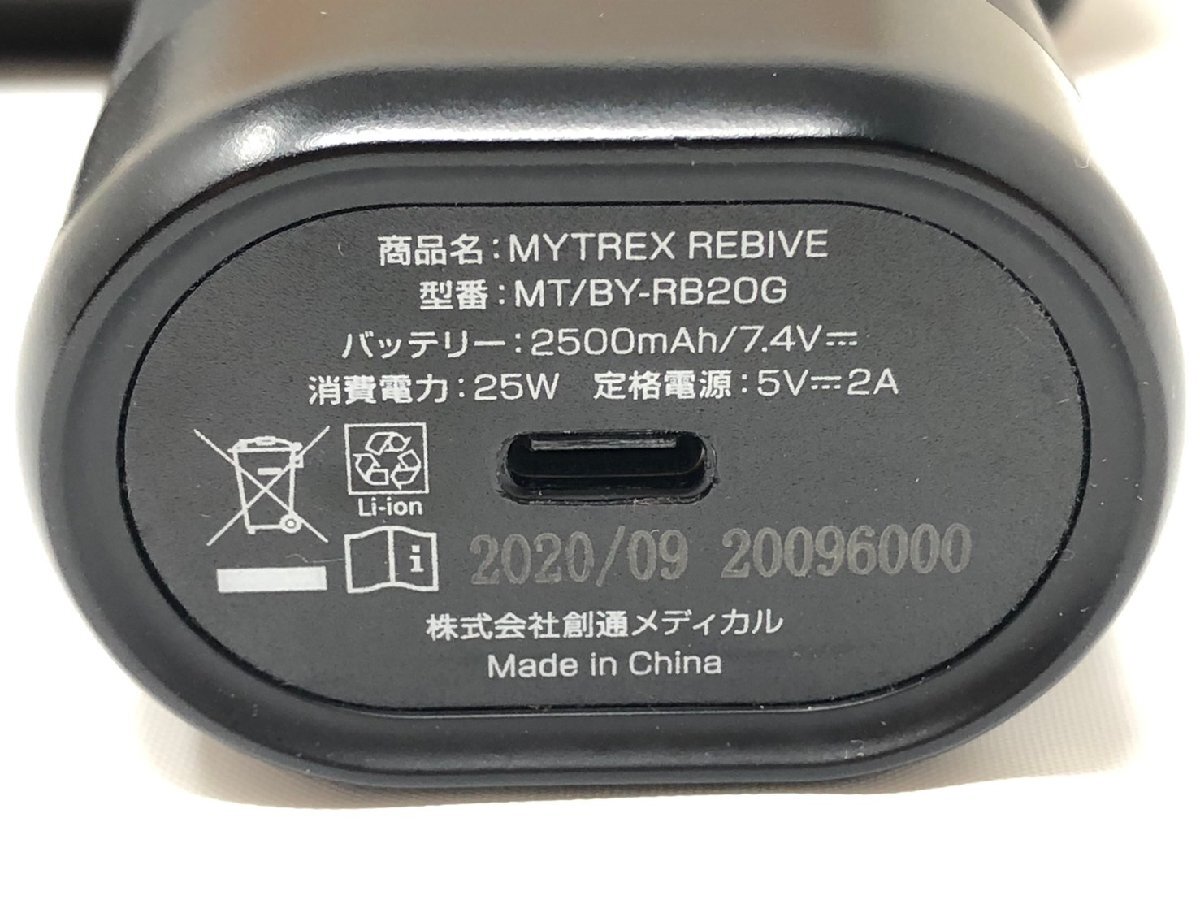 商品名：MYTREX REBIVE
型番：MT/BY-RB20G
バッテリー：2500mAh/7.4V⎓
消費電力：25W 定格電源：5V⎓2A
Li-ion
2020/09 20096000
株式会社創通メディカル
Made in China